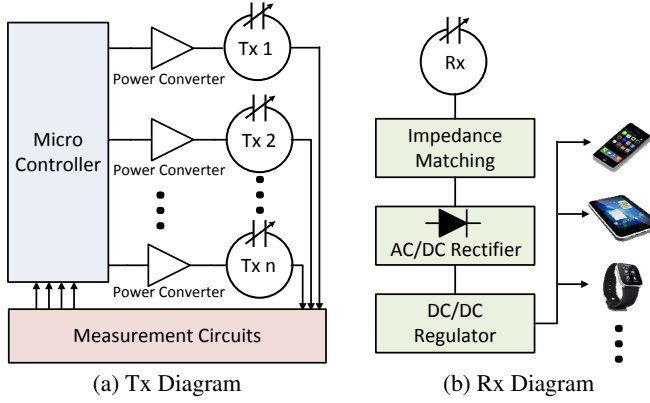 Micro
Controller
Power Converter
Tx 1
Power Converter
Tx 2
Power Converter
Tx n
Measurement Circuits
(a) Tx Diagram
Rx
Impedance
Matching
AC/DC Rectifier
DC/DC
Regulator
(b) Rx Diagram